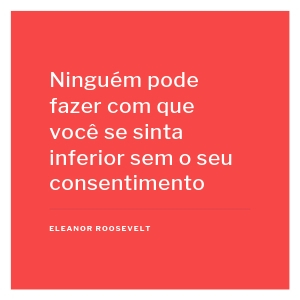 Ninguém pode
fazer com que
você se sinta
inferior sem o seu
consentimento
ELEANOR ROOSEVELT